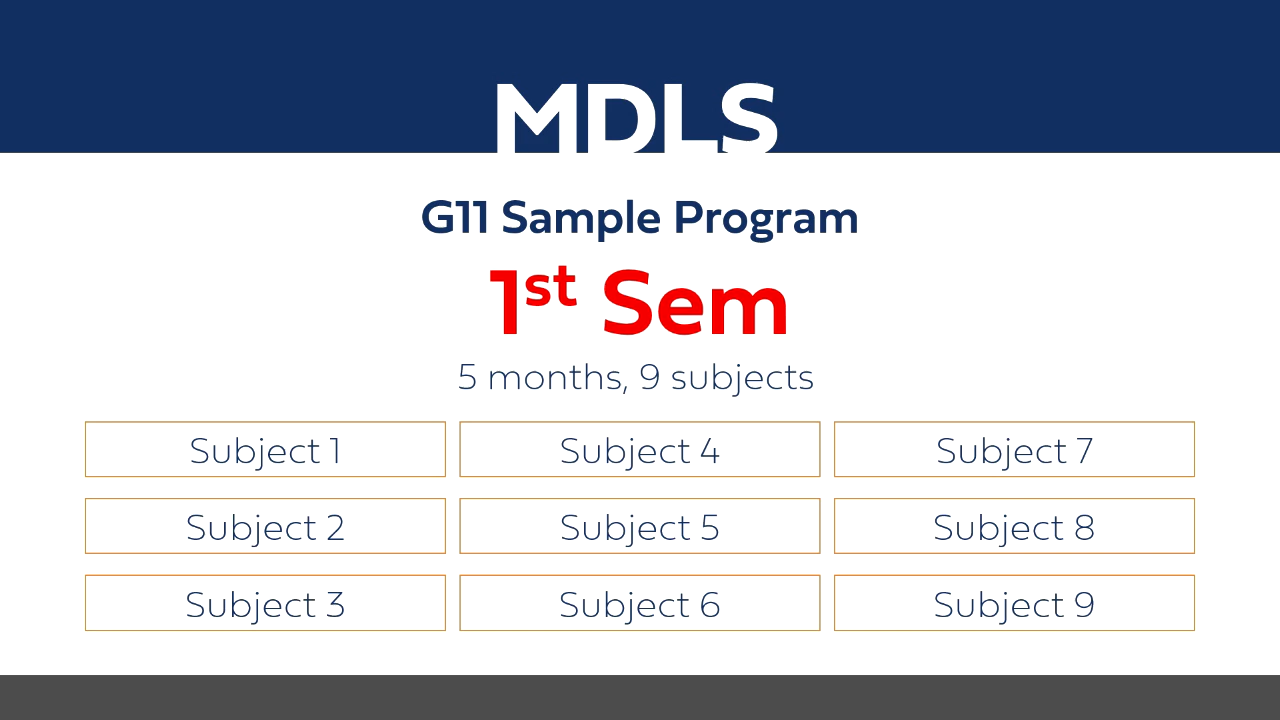 MDLS
G11 Sample Program
1st Sem
5 months, 9 subjects
Subject 1
Subject 4
Subject 7
Subject 2
Subject 5
Subject 8
Subject 3
Subject 6
Subject 9